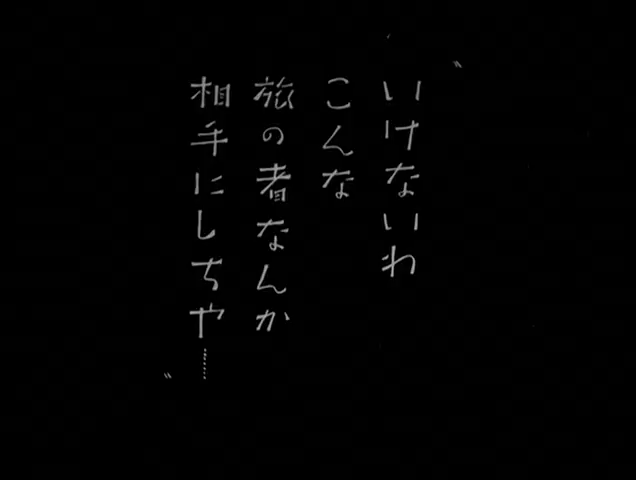 〝いけないわ
こんな
旅の者なんか
相手にしちや……〟